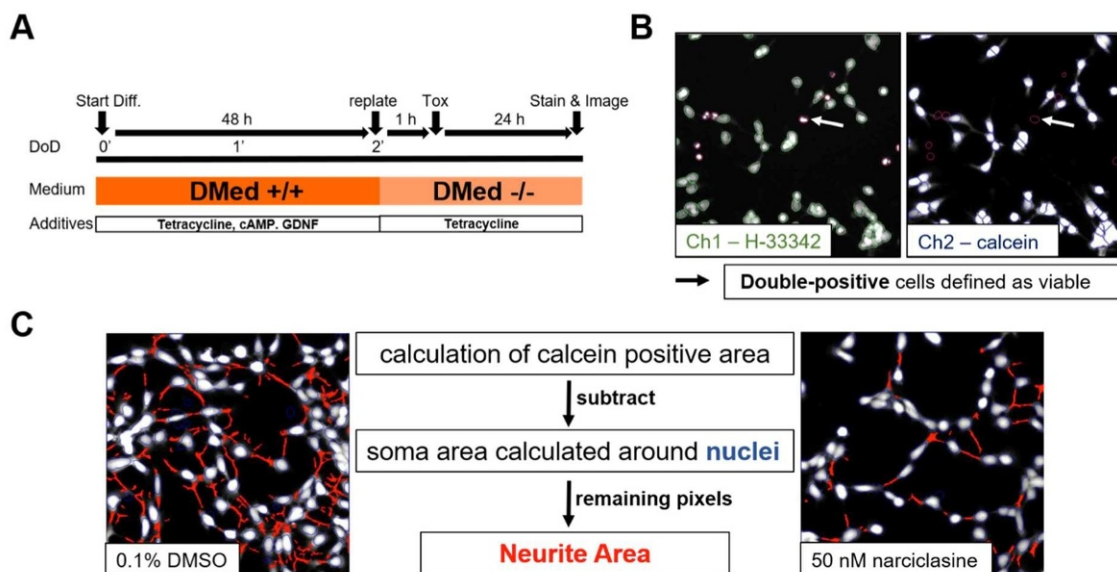 A
Start Diff.
replate
Tox
Stain & Image
48 h
1 h
24 h
DoD
0'
1'
2'
Medium
DMed +/+
DMed -/-
Additives
Tetracycline, cAMP. GDNF
Tetracycline
B
Ch1 – H-33342
Ch2 – calcein
Double-positive cells defined as viable
C
0.1% DMSO
calculation of calcein positive area
subtract
soma area calculated around nuclei
remaining pixels
Neurite Area
50 nM narciclasine